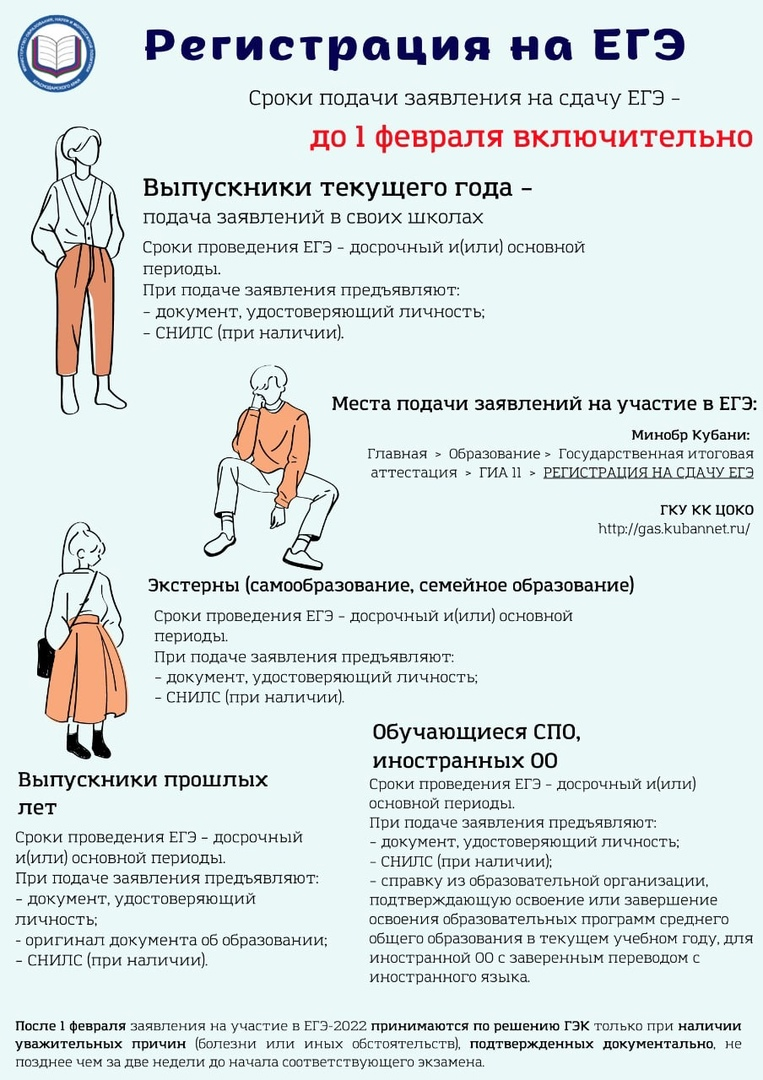 Регистрация на ЕГЭ
Сроки подачи заявления на сдачу ЕГЭ –
до 1 февраля включительно
Выпускники текущего года –
подача заявлений в своих школах
Сроки проведения ЕГЭ – досрочный и(или) основной
периоды.
При подаче заявления предъявляют:
– документ, удостоверяющий личность;
– СНИЛС (при наличии).
Места подачи заявлений на участие в ЕГЭ:
Минобр Кубани:
Главная > Образование > Государственная итоговая
аттестация > ГИА 11 > РЕГИСТРАЦИЯ НА СДАЧУ ЕГЭ
ГКУ КК ЦОКО
http://gas.kubannet.ru/
Экстерны (самообразование, семейное образование)
Сроки проведения ЕГЭ – досрочный и(или) основной
периоды.
При подаче заявления предъявляют:
– документ, удостоверяющий личность;
– СНИЛС (при наличии).
Выпускники прошлых
лет
Сроки проведения ЕГЭ – досрочный
и(или) основной периоды.
При подаче заявления предъявляют:
– документ, удостоверяющий
личность;
- оригинал документа об образовании;
– СНИЛС (при наличии).
Обучающиеся СПО,
иностранных ОО
Сроки проведения ЕГЭ – досрочный и(или)
основной периоды.
При подаче заявления предъявляют:
– документ, удостоверяющий личность;
– СНИЛС (при наличии);
– справку из образовательной организации,
подтверждающую освоение или завершение
освоения образовательных программ среднего
общего образования в текущем учебном году, для
иностранной ОО с заверенным переводом с
иностранного языка.
После 1 февраля заявления на участие в ЕГЭ-2022 принимаются по решению ГЭК только при наличии
уважительных причин (болезни или иных обстоятельств), подтвержденных документально, не
позднее чем за две недели до начала соответствующего экзамена.